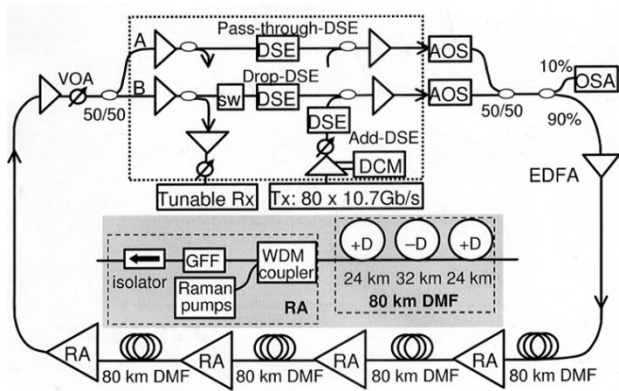 A
Pass-through-DSE
DSE
AOS
VOA
B
Drop-DSE
50/50
sw
DSE
AOS
50/50
10%
OSA
90%
DSE
Add-DSE
DCM
Tunable Rx
Tx: 80 x 10.7Gb/s
EDFA
isolator
GFF
WDM
coupler
Raman
pumps
RA
+D
–D
+D
24 km
32 km
24 km
80 km DMF
RA
80 km DMF
RA
80 km DMF
RA
80 km DMF
RA
80 km DMF